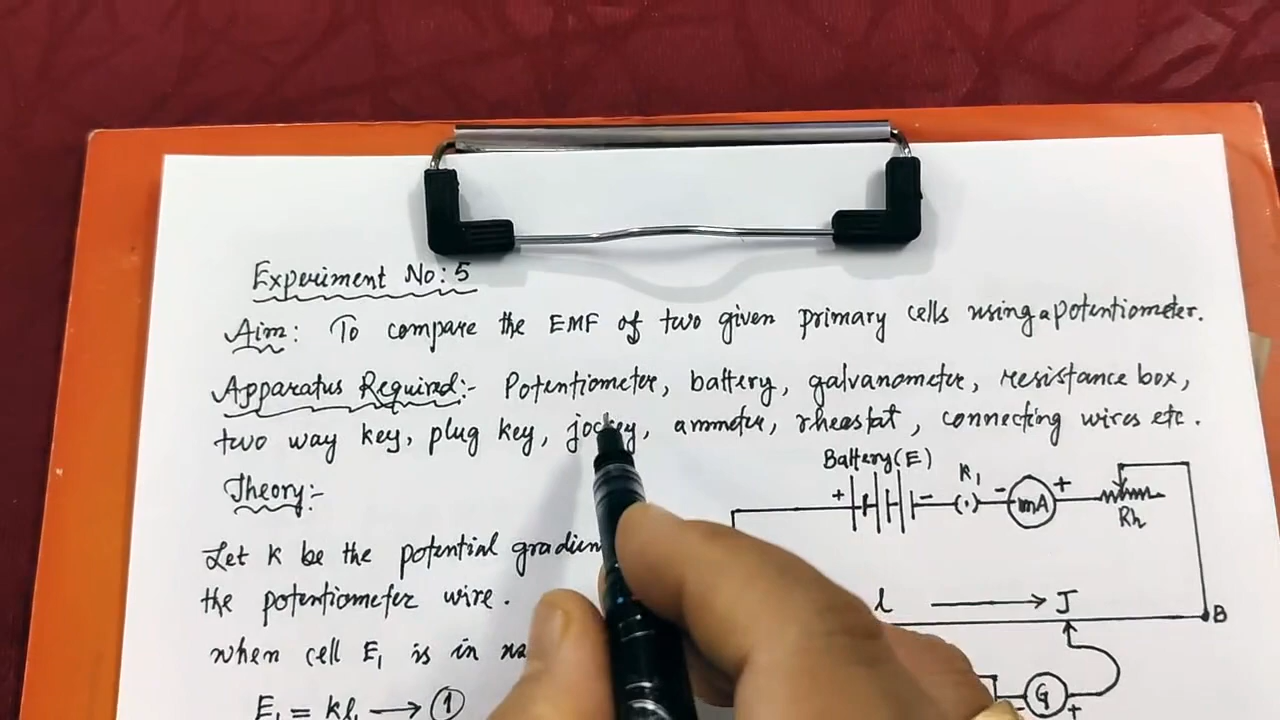 Experiment No: 5
Aim: To compare the EMF of two given primary cells using a potentiometer.
Apparatus Required:- Potentiometer, battery, galvanometer, resistance box,
two way key, plug key, jockey, ammeter, rheostat, connecting wires etc.
Theory:-
Battery(E)
K1
+ - - mA + Rh
Let K be the potential
the potentiometer wire.
l J
B
when cell E1 is in
E1 = Kl1 → ①
G +